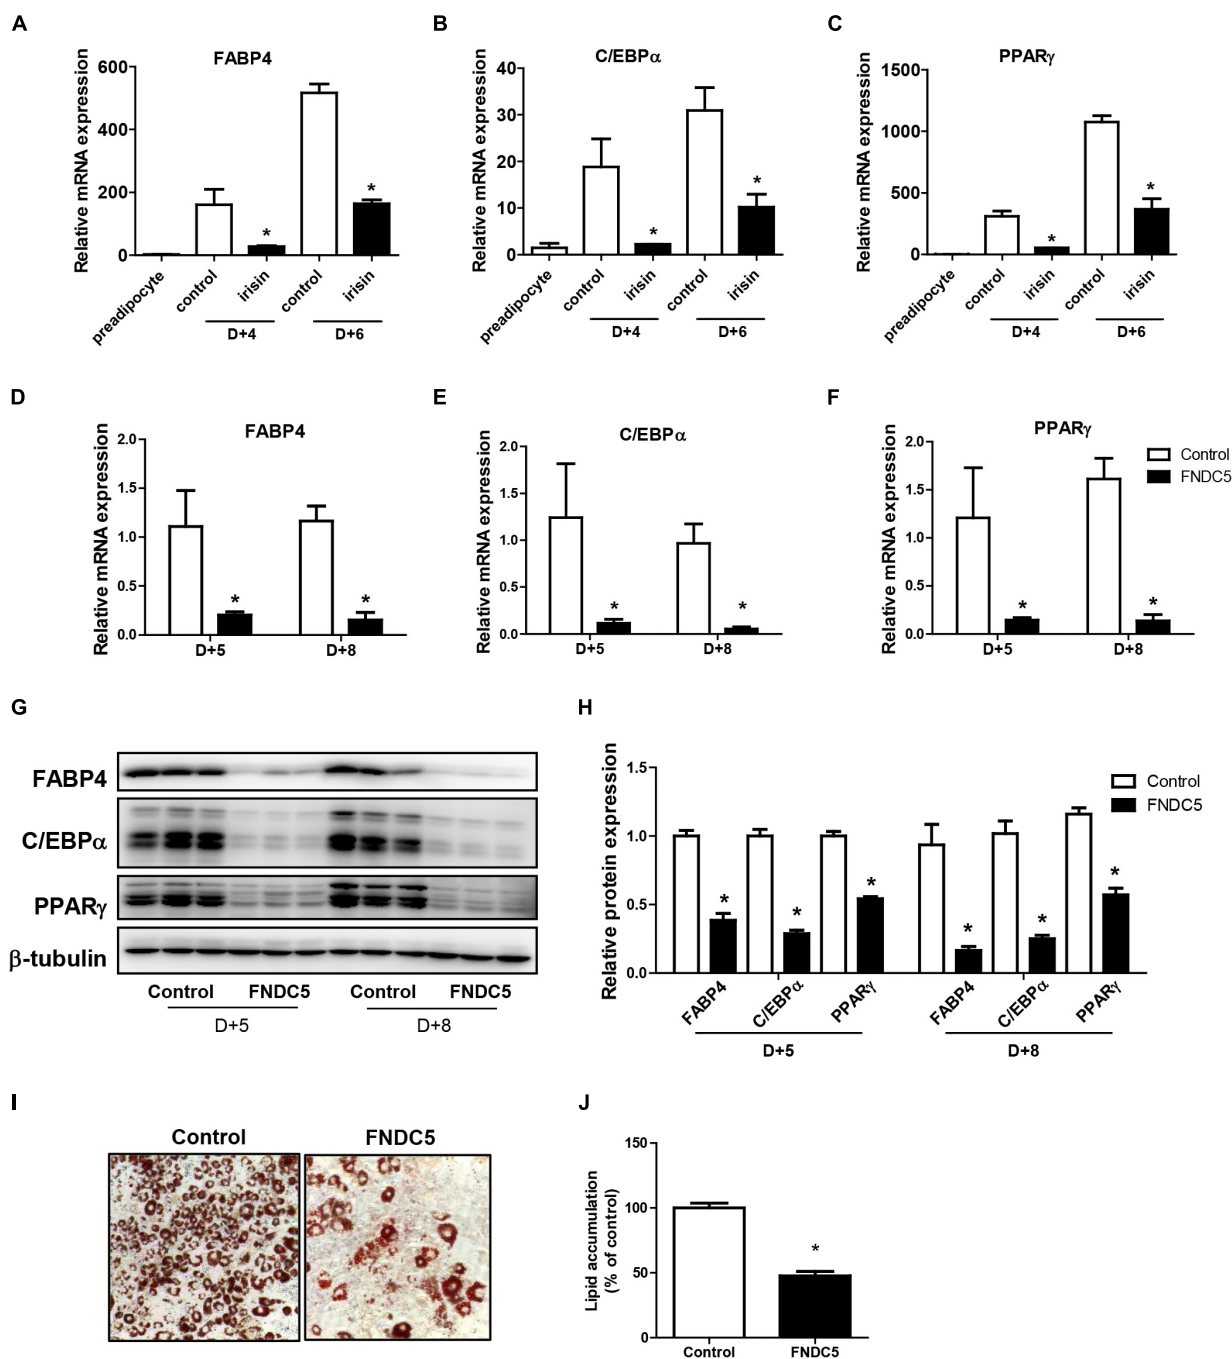 A
FABP4
Relative mRNA expression
600
400
200
0
preadipocyte
control
irisin
control
irisin
*
*
D+4
D+6
B
C/EBPα
Relative mRNA expression
40
30
20
10
0
preadipocyte
control
irisin
control
irisin
*
*
D+4
D+6
C
PPARγ
Relative mRNA expression
1500
1000
500
0
preadipocyte
control
irisin
control
irisin
*
*
D+4
D+6
D
FABP4
Relative mRNA expression
2.0
1.5
1.0
0.5
0.0
*
*
D+5
D+8
E
C/EBPα
Relative mRNA expression
2.0
1.5
1.0
0.5
0.0
*
*
D+5
D+8
F
PPARγ
Relative mRNA expression
2.0
1.5
1.0
0.5
0.0
*
*
D+5
D+8
Control
FNDC5
G
FABP4
C/EBPα
PPARγ
β-tubulin
Control FNDC5 Control FNDC5
D+5 D+8
H
Relative protein expression
1.5
1.0
0.5
0.0
*
*
*
*
*
*
Control
FNDC5
FABP4
C/EBPα
PPARγ
FABP4
C/EBPα
PPARγ
D+5
D+8
I
Control
FNDC5
J
Lipid accumulation
(% of control)
150
100
50
0
*
Control
FNDC5